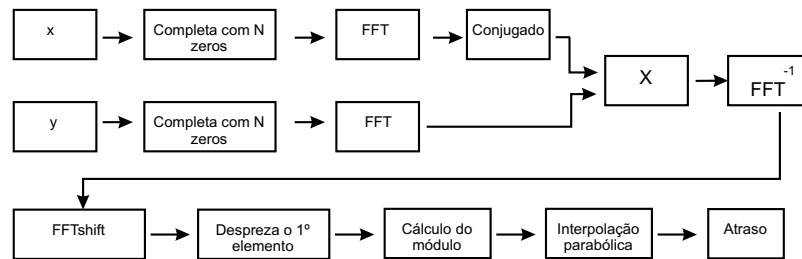 x
Completa com N
zeros
FFT
Conjugado
X
-1
FFT
y
Completa com N
zeros
FFT
FFTshift
Despreza o 1º
elemento
Cálculo do
módulo
Interpolação
parabólica
Atraso